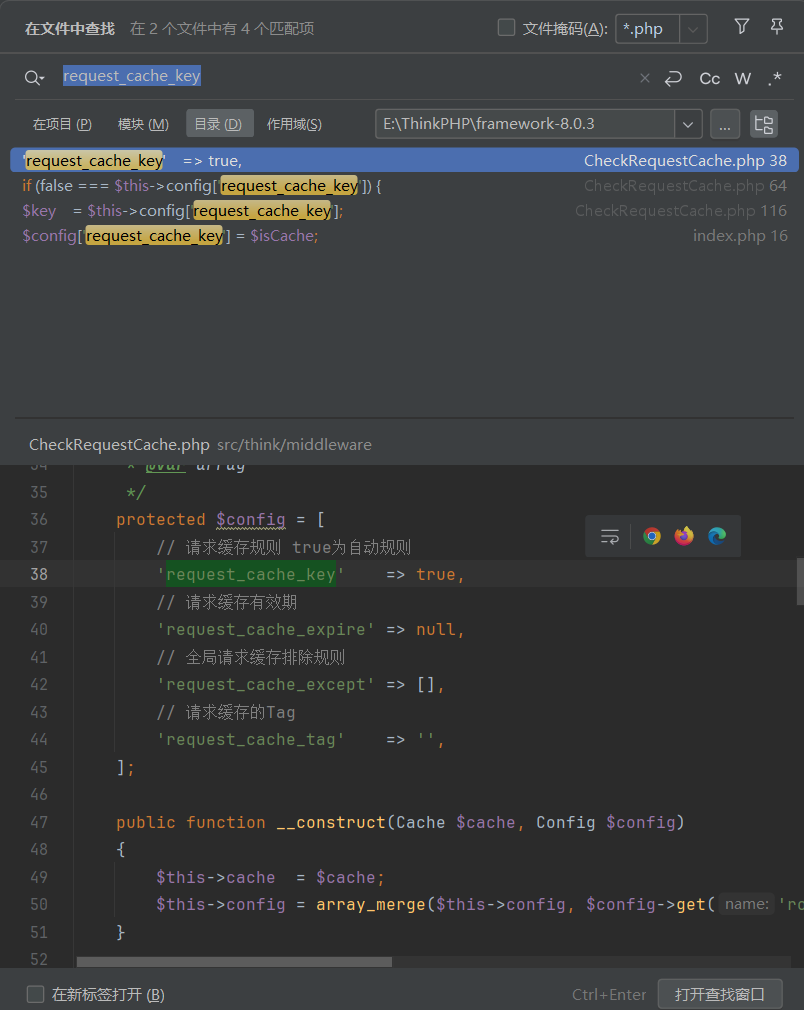 在文件中查找 在 2 个文件中有 4 个匹配项 文件掩码(A): *.php
request_cache_key Cc W .*
在项目 (P) 模块 (M) 目录 (D) 作用域(S) E:\ThinkPHP\framework-8.0.3 ...
'request_cache_key' => true, CheckRequestCache.php 38
if (false === $this->config['request_cache_key']) { CheckRequestCache.php 64
$key = $this->config['request_cache_key']; CheckRequestCache.php 116
$config['request_cache_key'] = $isCache; index.php 16
CheckRequestCache.php src/think/middleware
34 * @var array
35 */
36 protected $config = [
37 // 请求缓存规则 true为自动规则
38 'request_cache_key' => true,
39 // 请求缓存有效期
40 'request_cache_expire' => null,
41 // 全局请求缓存排除规则
42 'request_cache_except' => [],
43 // 请求缓存的Tag
44 'request_cache_tag' => '',
45 ];
46
47 public function __construct(Cache $cache, Config $config)
48 {
49 $this->cache = $cache;
50 $this->config = array_merge($this->config, $config->get( name: 'ro
51 }
52
在新标签打开 (B) Ctrl+Enter 打开查找窗口